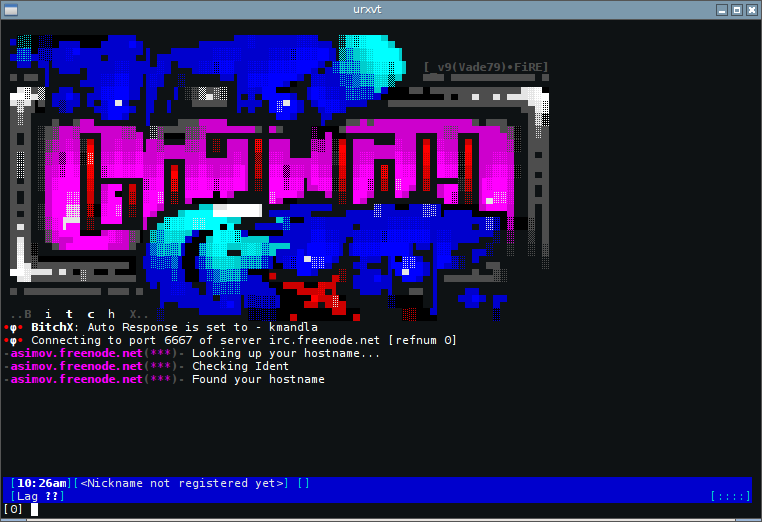 urxvt
[_v9(Vade79)•FiRE]
..B i t c h X..
•φ• BitchX: Auto Response is set to - kmandla
•φ• Connecting to port 6667 of server irc.freenode.net [refnum 0]
-asimov.freenode.net(***)- Looking up your hostname...
-asimov.freenode.net(***)- Checking Ident
-asimov.freenode.net(***)- Found your hostname
[10:26am][<Nickname not registered yet>] []
[Lag ??] [::::]
[0]